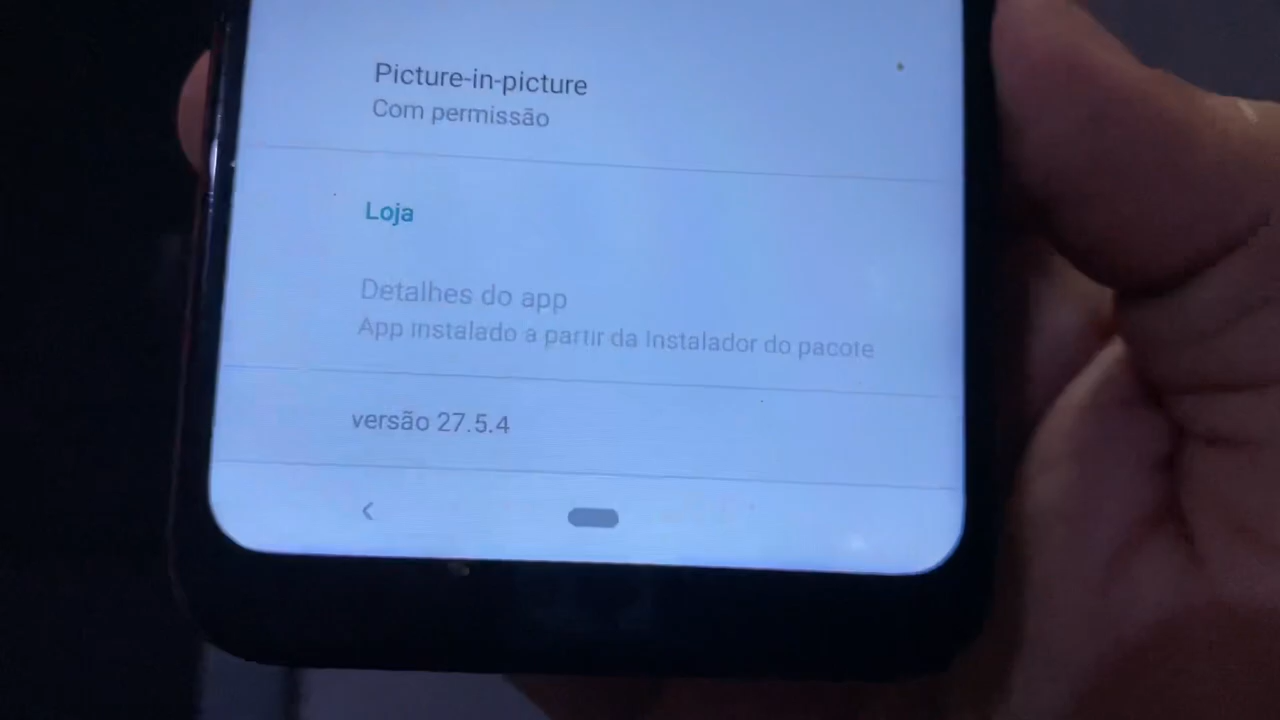 Picture-in-picture
Com permissão
Loja
Detalhes do app
App instalado a partir da Instalador do pacote
versão 27.5.4